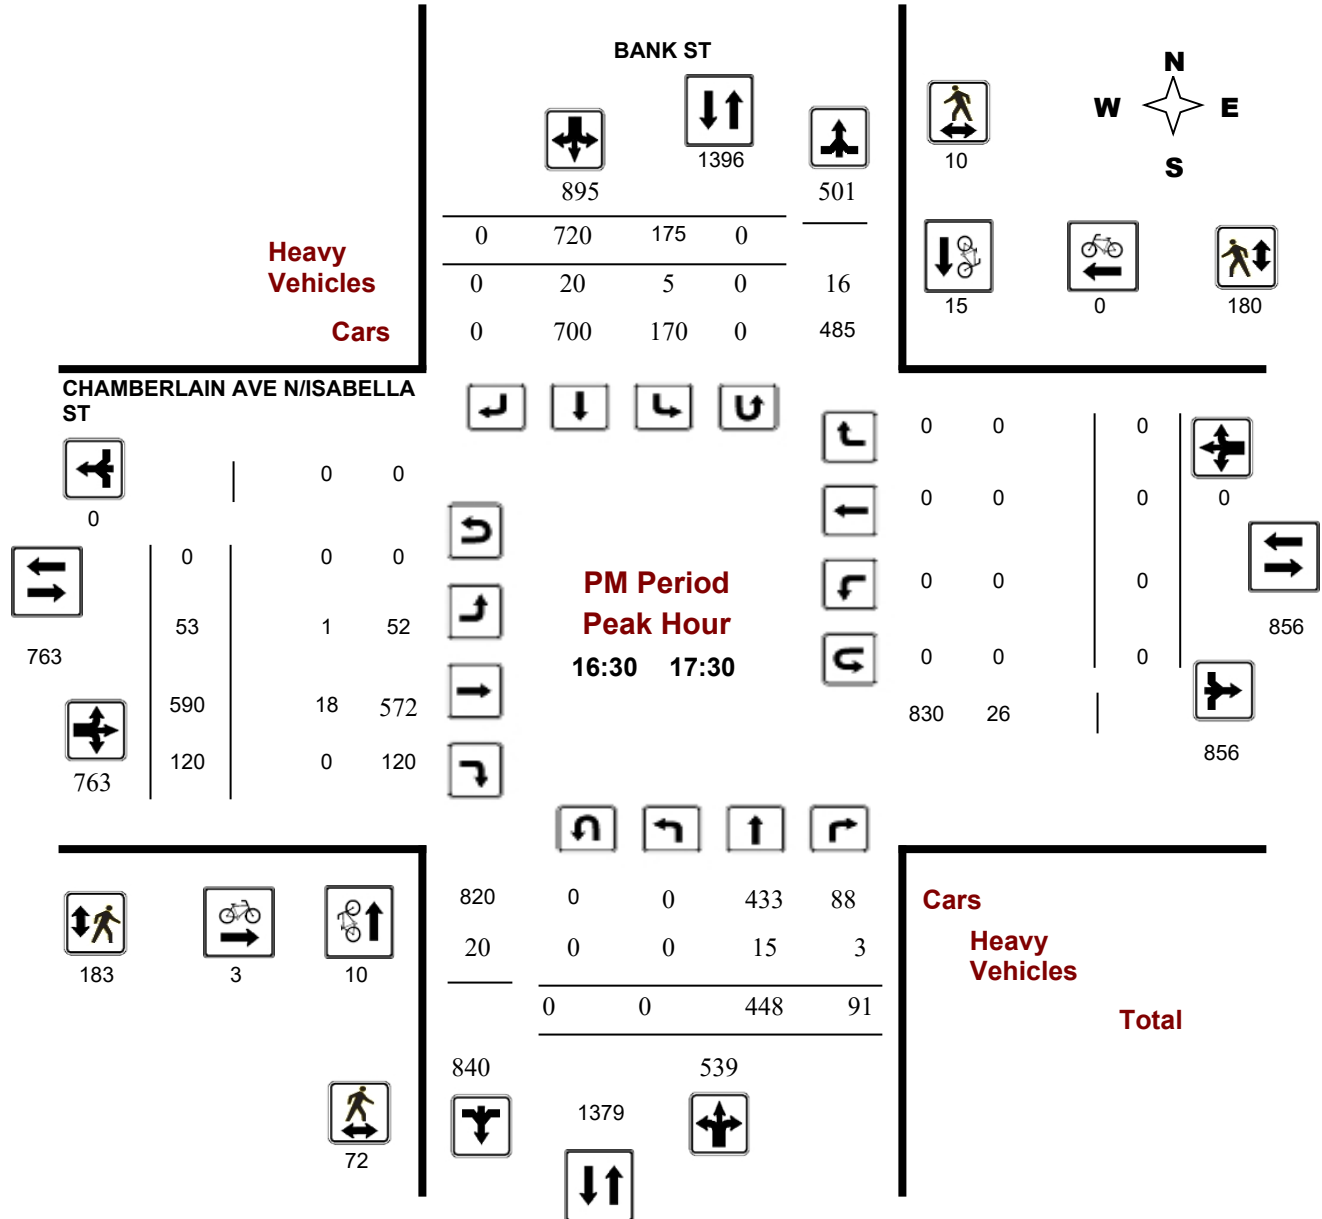 BANK ST
N
W E
S
1396
10
895
501
0 720 175 0
Heavy
Vehicles
0 20 5 0 16
Cars
0 700 170 0 485
15
0
180
CHAMBERLAIN AVE N/ISABELLA
ST
0 0 0
0 0
0
0 0 0
0
0 0 0
0 0 0
PM Period
Peak Hour
16:30 17:30
53 1 52
763
856
0 0 0
590 18 572
830 26
120 0 120
763
856
820 0 0 433 88
Cars
20 0 0 15 3
Heavy
Vehicles
183
3
10
0 0 448 91
Total
840
539
1379
72